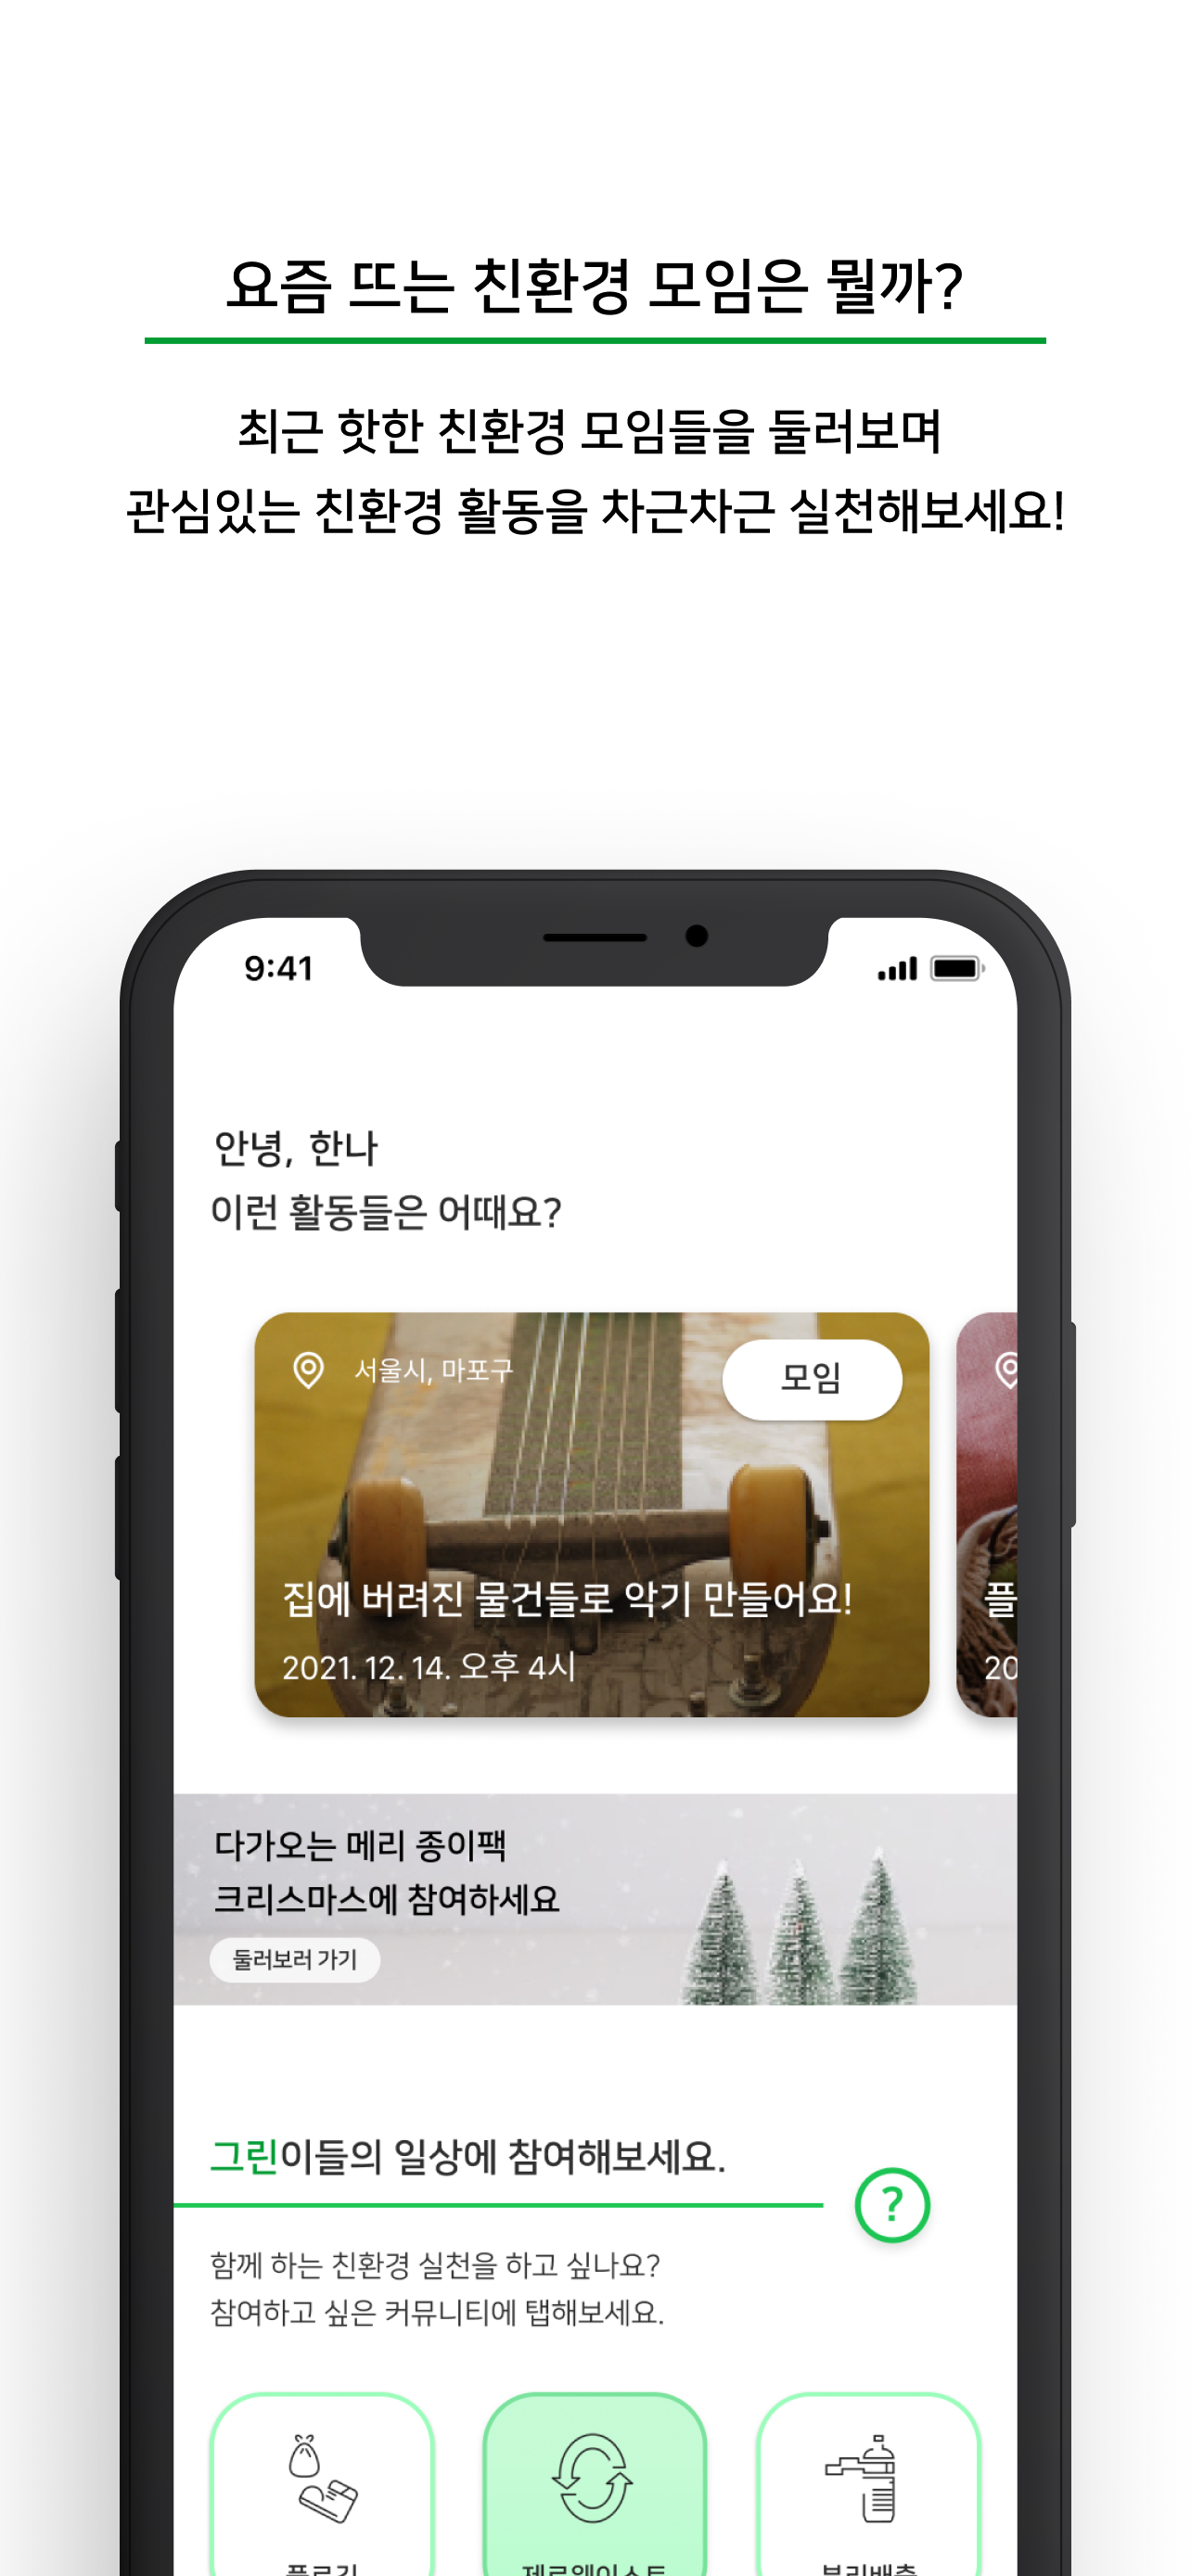 요즘 뜨는 친환경 모임은 뭘까?
최근 핫한 친환경 모임들을 둘러보며
관심있는 친환경 활동을 차근차근 실천해보세요!
9:41
안녕, 한나
이런 활동들은 어때요?
서울시, 마포구
모임
집에 버려진 물건들로 악기 만들어요!
플
2021. 12. 14. 오후 4시
20
다가오는 메리 종이팩
크리스마스에 참여하세요
둘러보러 가기
그린이들의 일상에 참여해보세요.
?
함께 하는 친환경 실천을 하고 싶나요?
참여하고 싶은 커뮤니티에 탭해보세요.